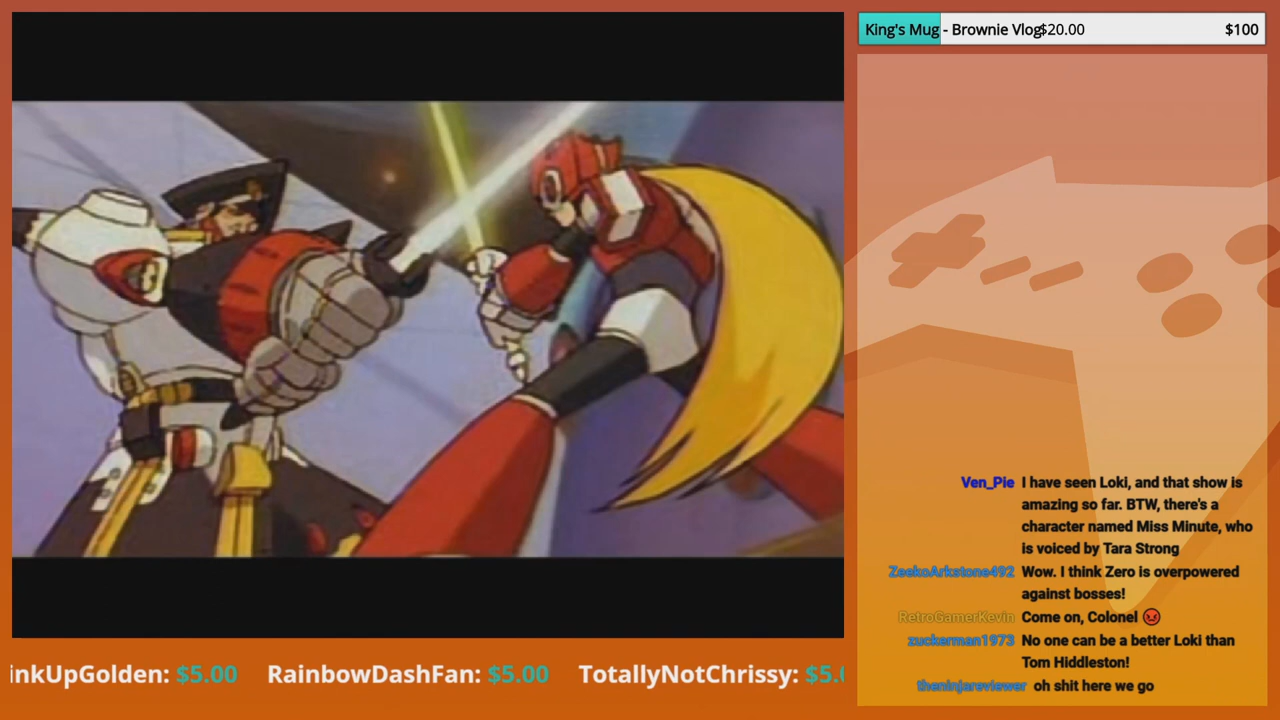 King's Mug - Brownie Vlog $20.00 $100
Ven_Pie I have seen Loki, and that show is
amazing so far. BTW, there's a
character named Miss Minute, who
is voiced by Tara Strong
ZeekoArkstone492 Wow. I think Zero is overpowered
against bosses!
RetroGamerKevin Come on, Colonel 😡
zuckerman1973 No one can be a better Loki than
Tom Hiddleston!
theninjareviewer oh shit here we go
inkUpGolden: $5.00 RainbowDashFan: $5.00 TotallyNotChrissy: $5.0